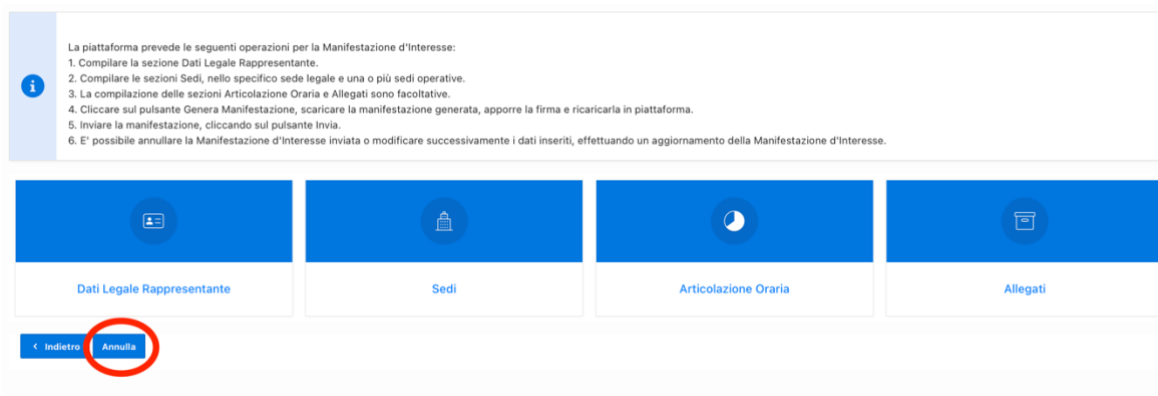 La piattaforma prevede le seguenti operazioni per la Manifestazione d'Interesse:
1. Compilare la sezione Dati Legale Rappresentante.
2. Compilare le sezioni Sedi, nello specifico sede legale e una o più sedi operative.
3. La compilazione delle sezioni Articolazione Oraria e Allegati sono facoltative.
4. Cliccare sul pulsante Genera Manifestazione, scaricare la manifestazione generata, apporre la firma e ricaricarla in piattaforma.
5. Inviare la manifestazione, cliccando sul pulsante Invia.
6. E' possibile annullare la Manifestazione d'Interesse inviata o modificare successivamente i dati inseriti, effettuando un aggiornamento della Manifestazione d'Interesse.
Dati Legale Rappresentante
Sedi
Articolazione Oraria
Allegati
Indietro
Annulla